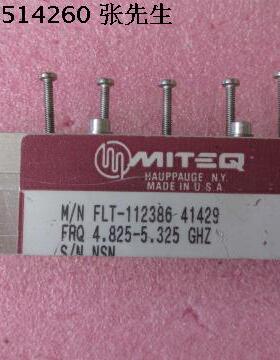 514260 张先生
MITEQ
HAUPPAUGE N.Y.
MADE IN U.S.A
M/N FLT-112386-41429
FRQ 4.825-5.325 GHZ
S/N NSN